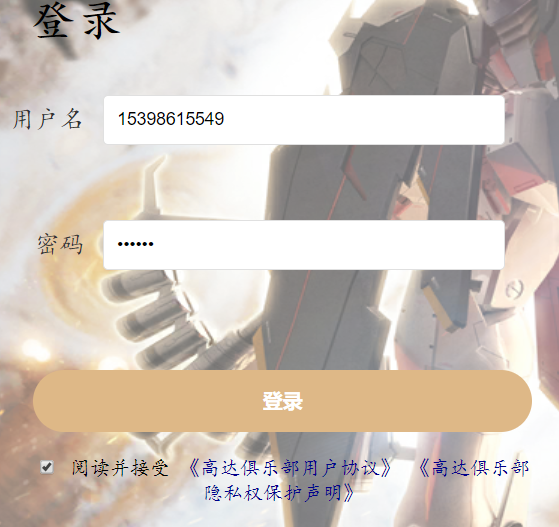 登录
用户名 15398615549
密码 ••••••
登录
阅读并接受 《高达俱乐部用户协议》 《高达俱乐部
隐私权保护声明》